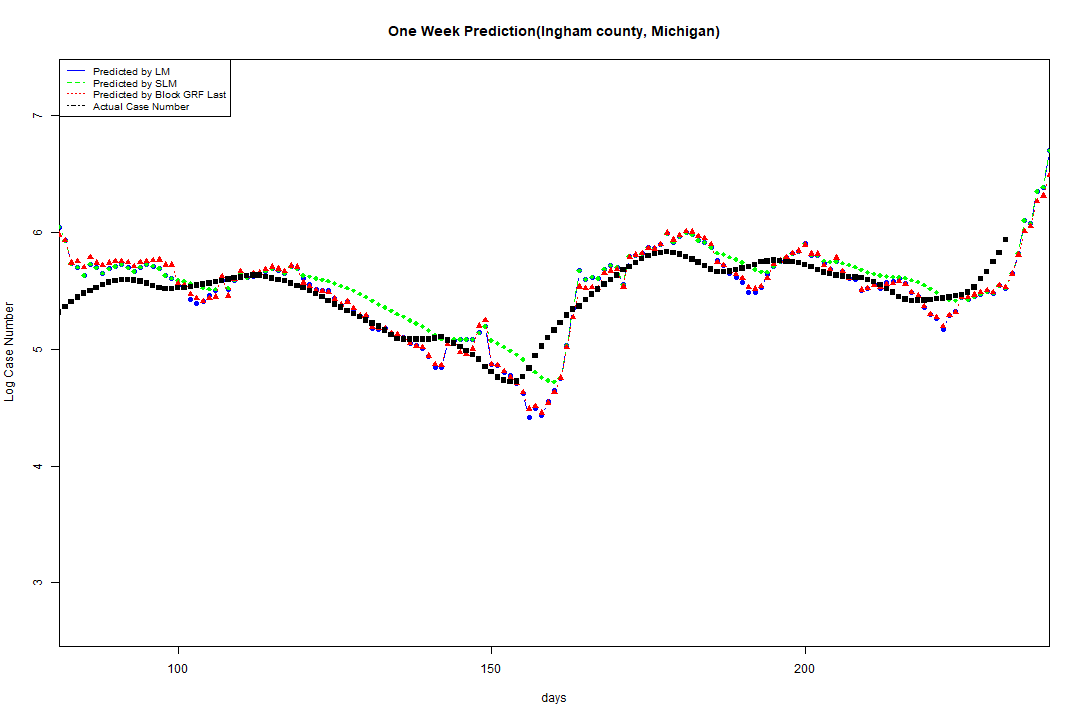 One Week Prediction(Ingham county, Michigan)
Predicted by LM
Predicted by SLM
Predicted by Block GRF Last
Actual Case Number
7
6
5
4
3
Log Case Number
100
150
200
days